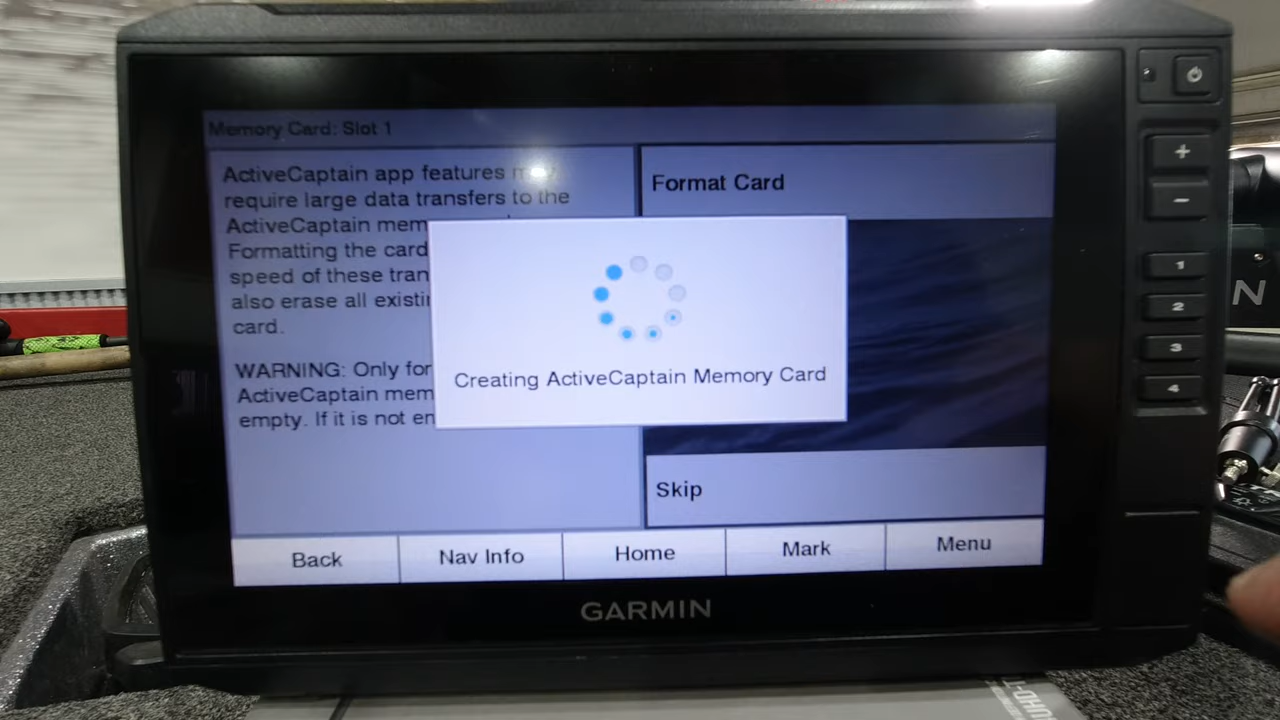 Memory Card: Slot 1
ActiveCaptain app features
require large data transfers to the
ActiveCaptain mem
Formatting the card
speed of these tran
also erase all existi
card.
WARNING: Only for
ActiveCaptain mem
empty. If it is not en
Format Card
Creating ActiveCaptain Memory Card
Skip
Back
Nav Info
Home
Mark
Menu
GARMIN
+
−
1
2
3
4
N